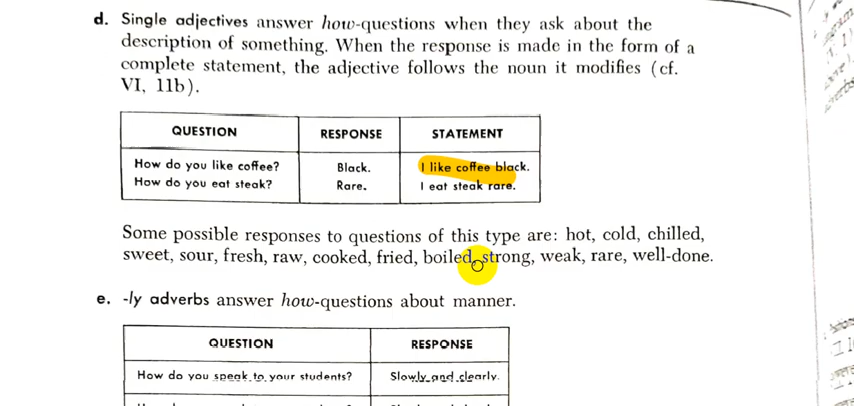 d. Single adjectives answer how-questions when they ask about the
description of something. When the response is made in the form of a
complete statement, the adjective follows the noun it modifies (cf.
VI, 11b).
QUESTION RESPONSE STATEMENT
How do you like coffee? Black. I like coffee black.
How do you eat steak? Rare. I eat steak rare.
Some possible responses to questions of this type are: hot, cold, chilled,
sweet, sour, fresh, raw, cooked, fried, boiled, strong, weak, rare, well-done.
e. -ly adverbs answer how-questions about manner.
QUESTION RESPONSE
How do you speak to your students? Slowly and clearly.